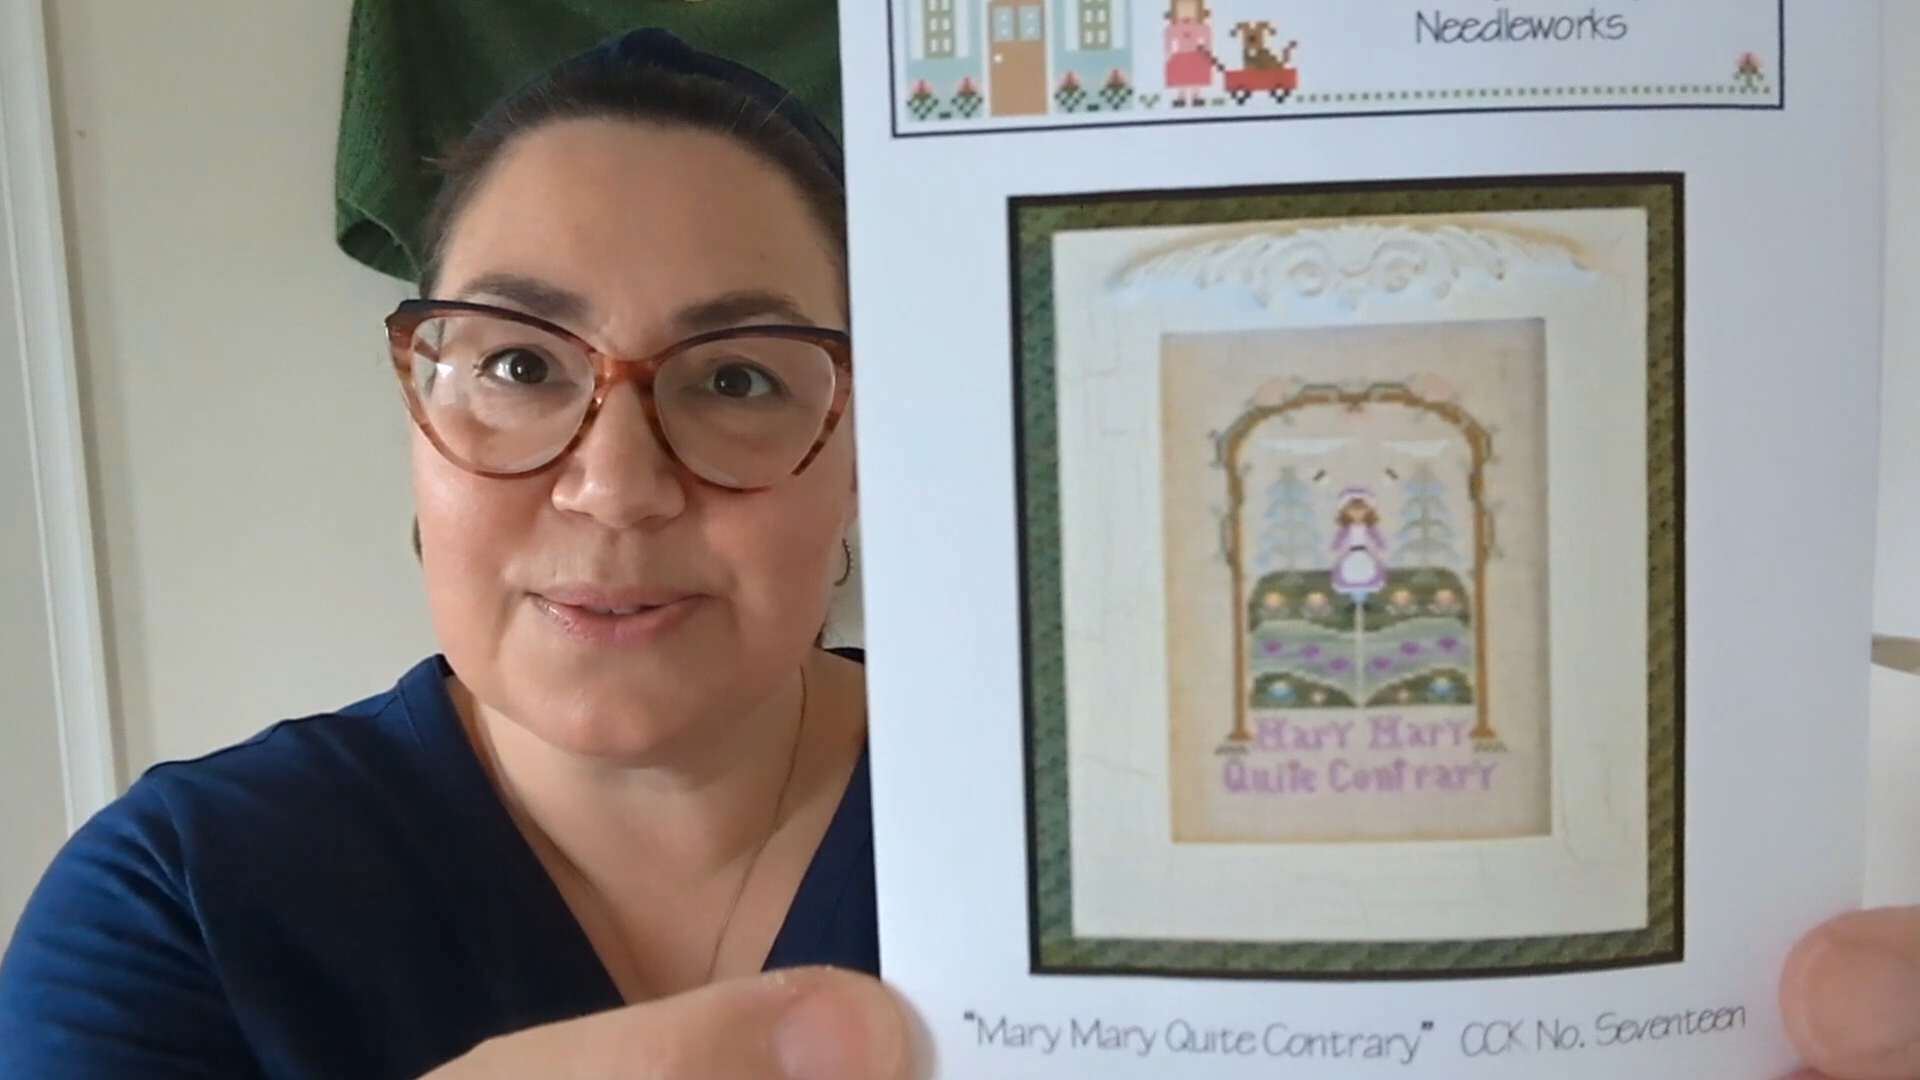 Needleworks
Mary Mary
Quite Contrary
"Mary Mary Quite Contrary" CCK No. Seventeen